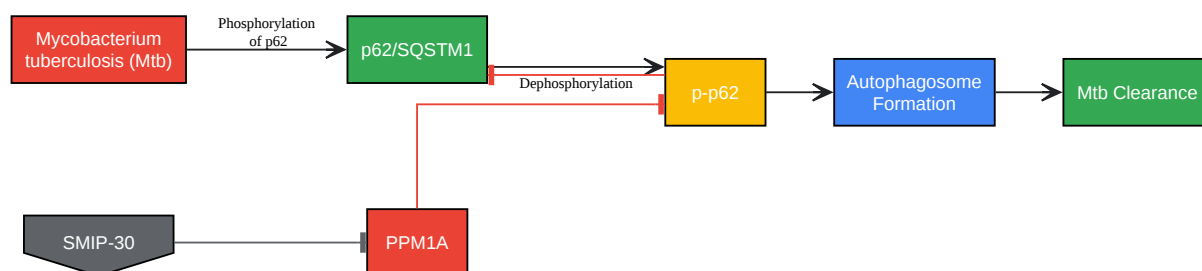 Mycobacterium
tuberculosis (Mtb)
Phosphorylation
of p62
p62/SQSTM1
Dephosphorylation
p-p62
Autophagosome
Formation
Mtb Clearance
SMIP-30
PPM1A